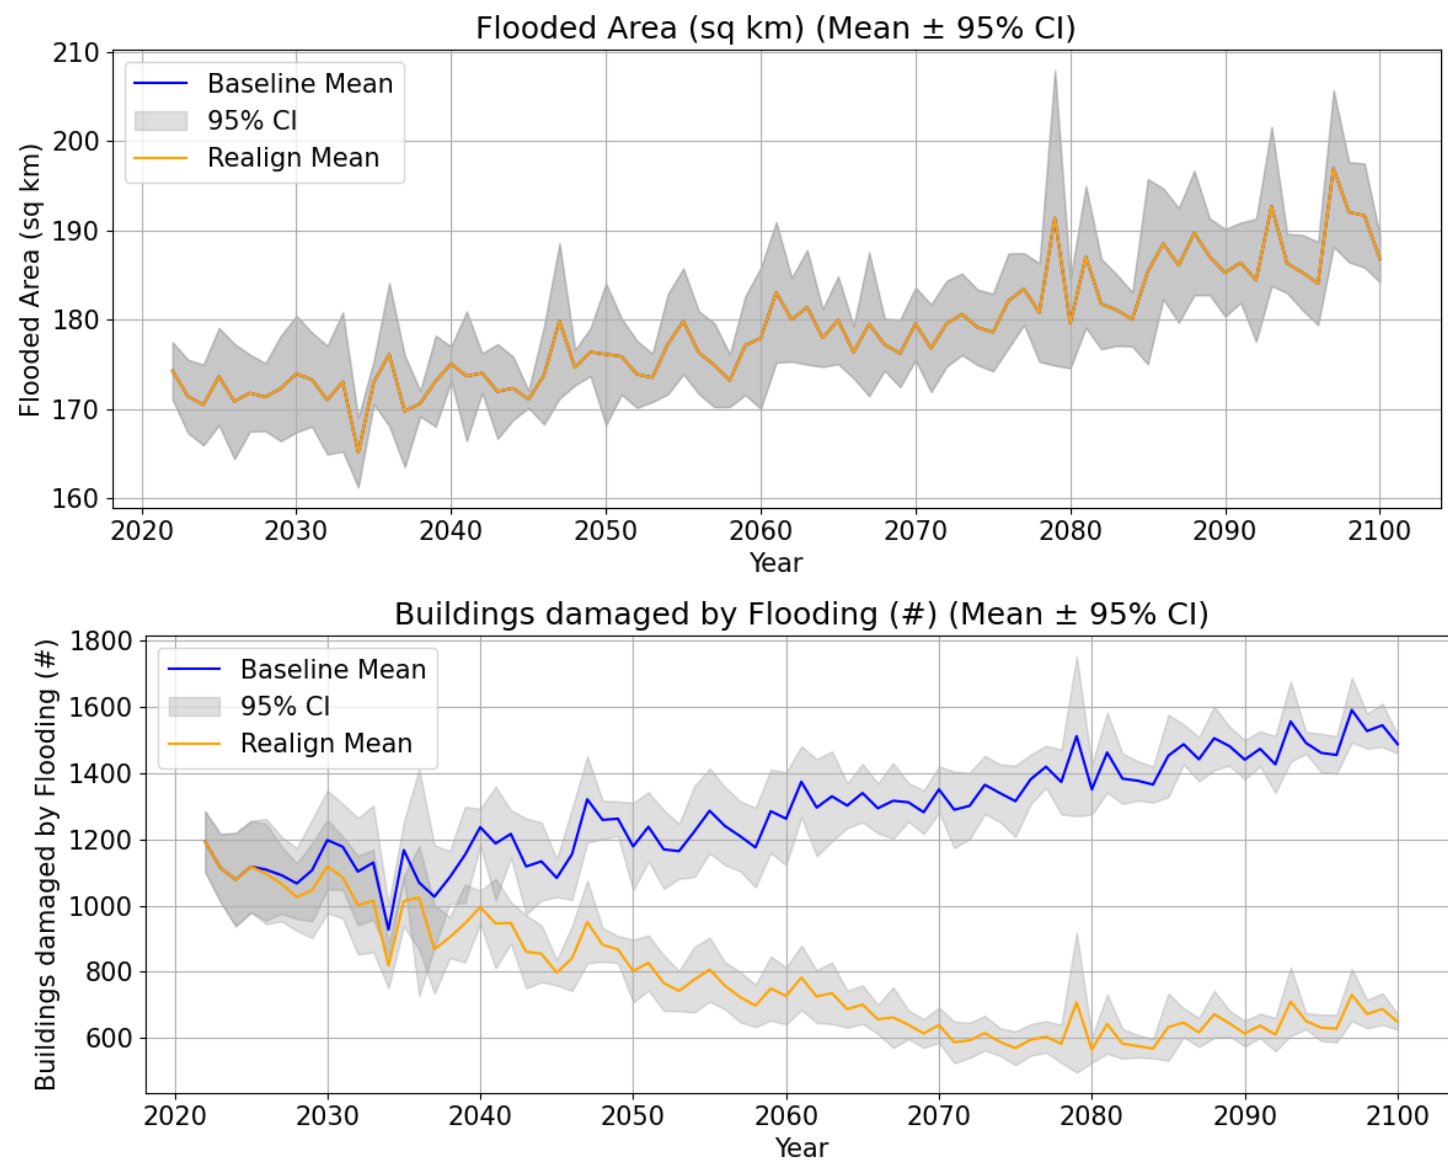 Flooded Area (sq km) (Mean ± 95% CI)
Flooded Area (sq km)
210
200
190
180
170
160
Baseline Mean
95% CI
Realign Mean
2020 2030 2040 2050 2060 2070 2080 2090 2100
Year
Buildings damaged by Flooding (#) (Mean ± 95% CI)
Buildings damaged by Flooding (#)
1800
1600
1400
1200
1000
800
600
Baseline Mean
95% CI
Realign Mean
2020 2030 2040 2050 2060 2070 2080 2090 2100
Year